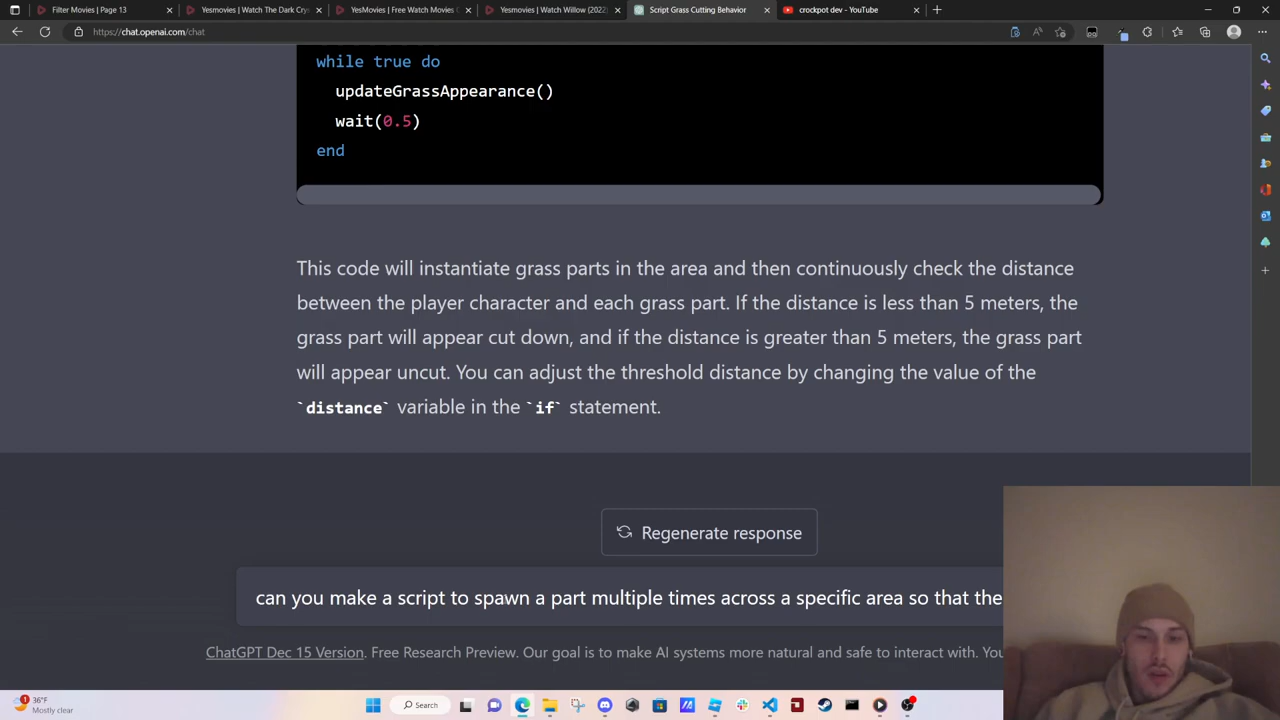 Filter Movies | Page 13
Yesmovies | Watch The Dark Cry
YesMovies | Free Watch Movies O
Yesmovies | Watch Willow (2022)
Script Grass Cutting Behavior
crockpot dev - YouTube
https://chat.openai.com/chat
while true do
updateGrassAppearance()
wait(0.5)
end
This code will instantiate grass parts in the area and then continuously check the distance
between the player character and each grass part. If the distance is less than 5 meters, the
grass part will appear cut down, and if the distance is greater than 5 meters, the grass part
will appear uncut. You can adjust the threshold distance by changing the value of the
`distance` variable in the `if` statement.
Regenerate response
can you make a script to spawn a part multiple times across a specific area so that the
ChatGPT Dec 15 Version. Free Research Preview. Our goal is to make AI systems more natural and safe to interact with. You
36°F
Mostly clear
Search